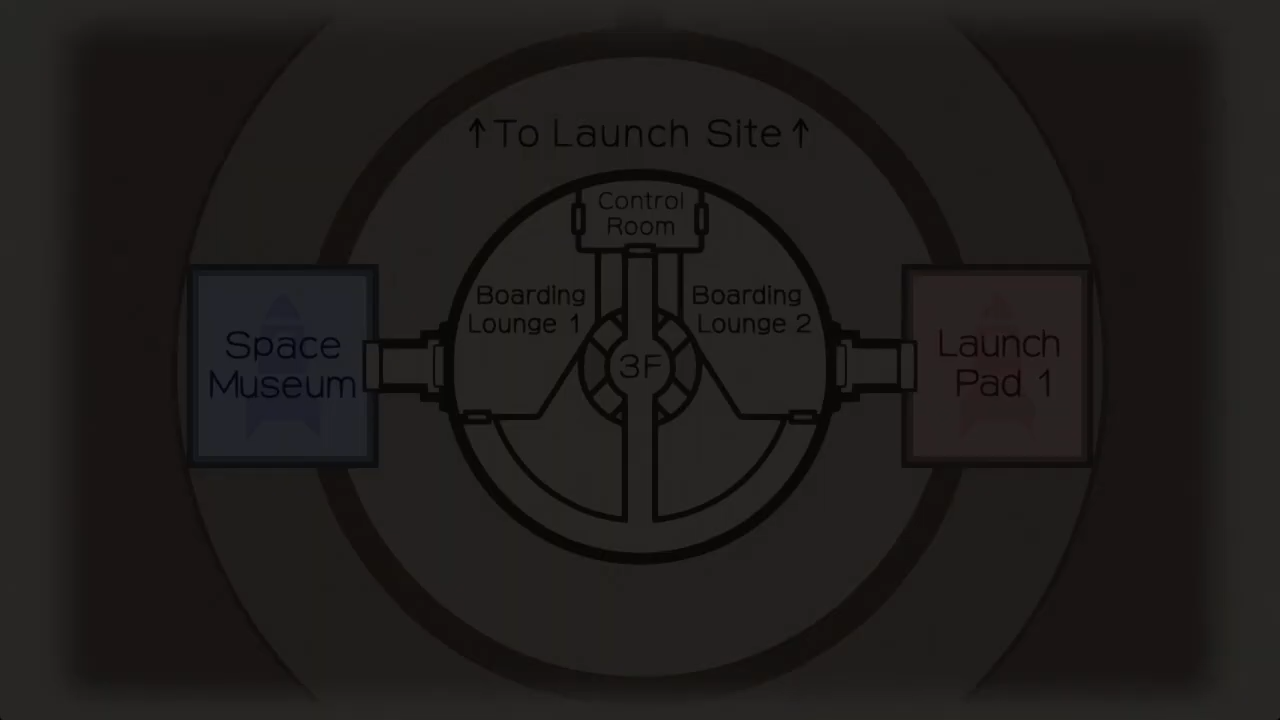 ↑To Launch Site↑
Control
Room
Boarding
Lounge 1
Boarding
Lounge 2
Space
Museum
3F
Launch
Pad 1